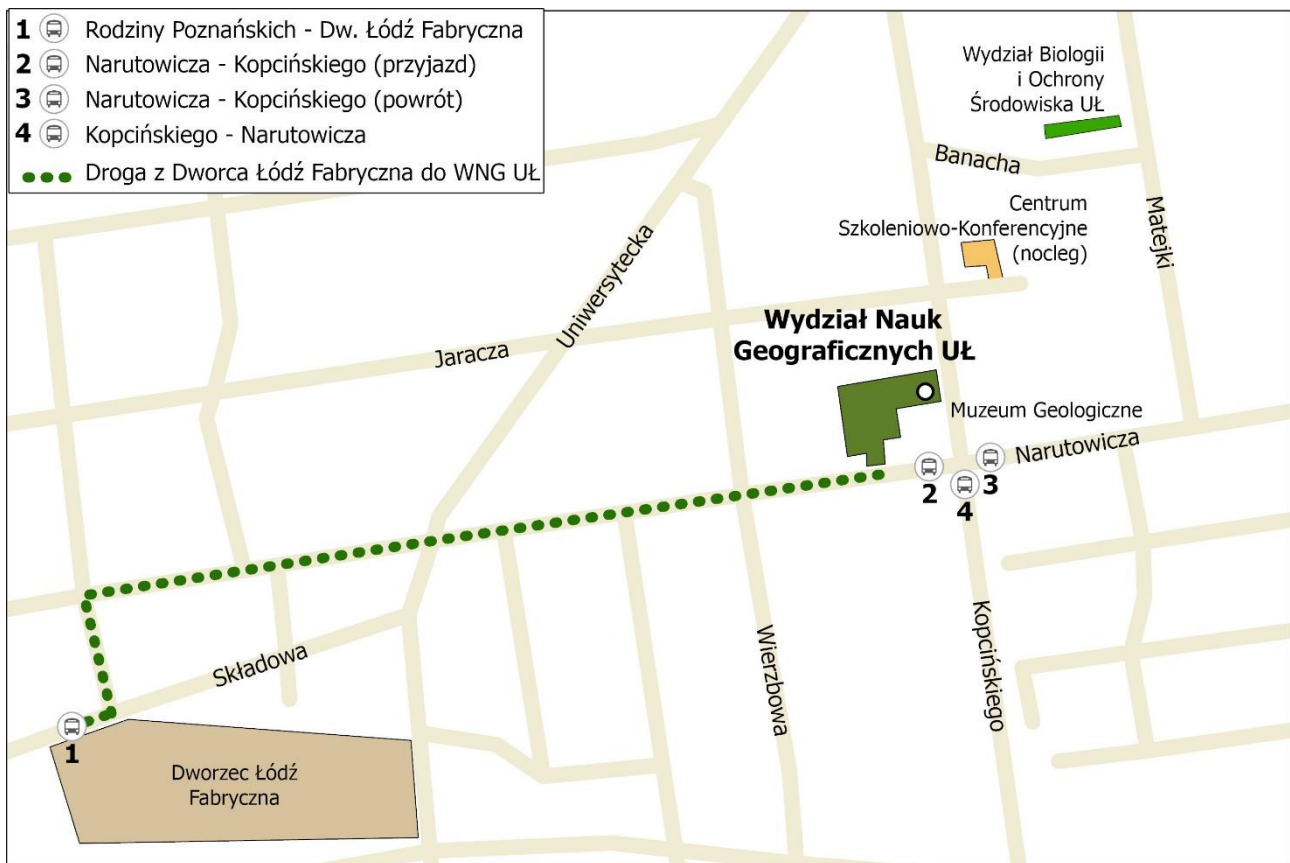 1 Rodziny Poznańskich - Dw. Łódź Fabryczna
2 Narutowicza - Kopcińskiego (przyjazd)
3 Narutowicza - Kopcińskiego (powrót)
4 Kopcińskiego - Narutowicza
Droga z Dworca Łódź Fabryczna do WNG UŁ
Wydział Biologii
i Ochrony
Środowiska UŁ
Banacha
Matejki
Centrum
Szkoleniowo-Konferencyjne
(nocleg)
Uniwersytecka
Jaracza
Wydział Nauk
Geograficznych UŁ
Muzeum Geologiczne
Narutowicza
2
3
4
Kopcińskiego
Wierzbowa
Składowa
1
Dworzec Łódź
Fabryczna